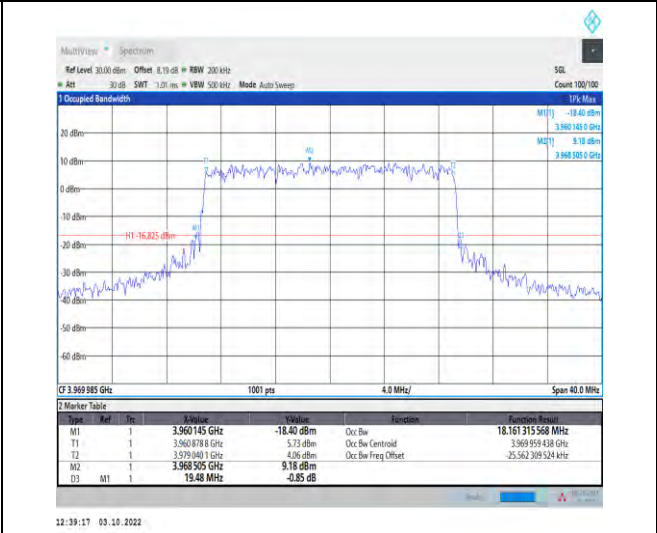 MultiView Spectrum
Ref Level 30.00 dBm Offset 8.19 dB RBW 200 kHz SGL
Att 30 dB SWT 1.01 ms VBW 500 kHz Mode Auto Sweep Count 100/100
1 Occupied Bandwidth 1Pk Max
M1[1] -18.40 dBm
3.960 145 0 GHz
M2[1] 9.18 dBm
3.968 505 0 GHz
20 dBm
10 dBm
M2
T1
T2
0 dBm
-10 dBm
M1
H1 -16.825 dBm
D3
-20 dBm
-30 dBm
-40 dBm
-50 dBm
-60 dBm
CF 3.969 985 GHz 1001 pts 4.0 MHz/ Span 40.0 MHz
2 Marker Table
Type Ref Trc X-Value Y-Value Function Function Result
M1 1 3.960145 GHz -18.40 dBm Occ Bw 18.161 315 568 MHz
T1 1 3.960 878 8 GHz 5.73 dBm Occ Bw Centroid 3.969 959 438 GHz
T2 1 3.979 040 1 GHz 4.06 dBm Occ Bw Freq Offset -25.562 309 524 kHz
M2 1 3.968 505 GHz 9.18 dBm
D3 M1 1 19.48 MHz -0.85 dB
12:39:17 03.10.2022